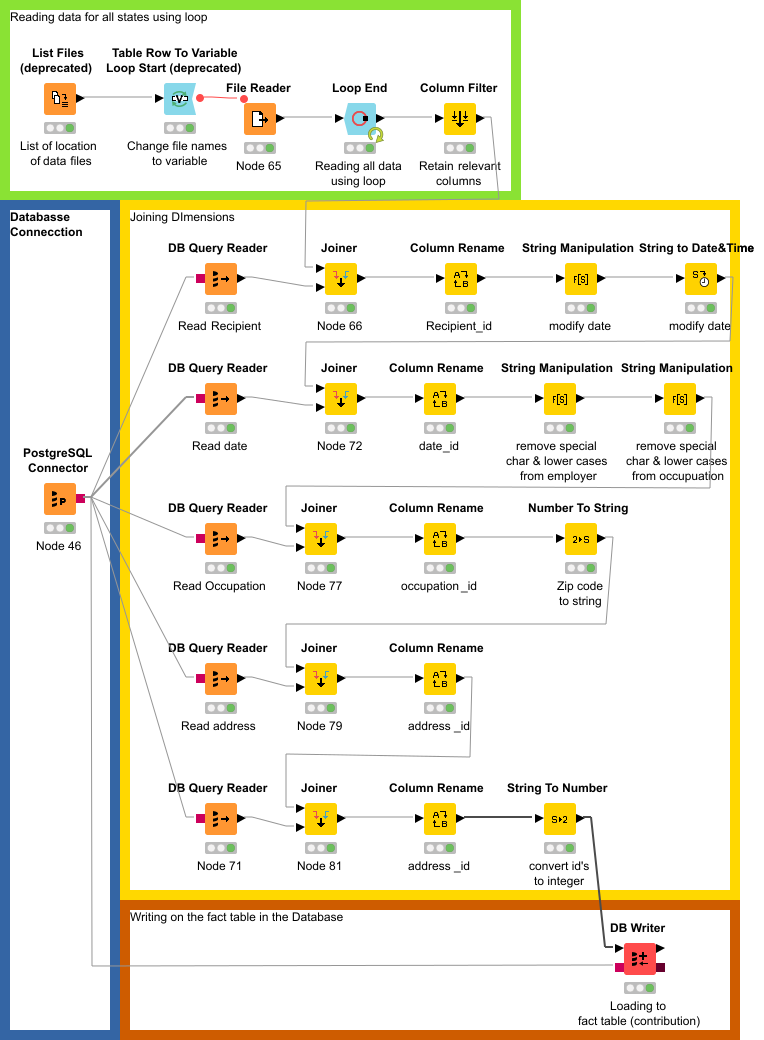 Reading data for all states using loop
List Files
(deprecated)
Table Row To Variable
Loop Start (deprecated)
File Reader
Loop End
Column Filter
List of location
of data files
Change file names
to variable
Node 65
Reading all data
using loop
Retain relevant
columns
Databasse
Connecction
Joining DImensions
DB Query Reader
Joiner
Column Rename
String Manipulation
String to Date&Time
Read Recipient
Node 66
Recipient_id
modify date
modify date
DB Query Reader
Joiner
Column Rename
String Manipulation
String Manipulation
Read date
Node 72
date_id
remove special
char & lower cases
from employer
remove special
char & lower cases
from occupuation
PostgreSQL
Connector
Node 46
DB Query Reader
Joiner
Column Rename
Number To String
Read Occupation
Node 77
occupation_id
Zip code
to string
DB Query Reader
Joiner
Column Rename
Read address
Node 79
address _id
DB Query Reader
Joiner
Column Rename
String To Number
Node 71
Node 81
address _id
convert id's
to integer
Writing on the fact table in the Database
DB Writer
Loading to
fact table (contribution)